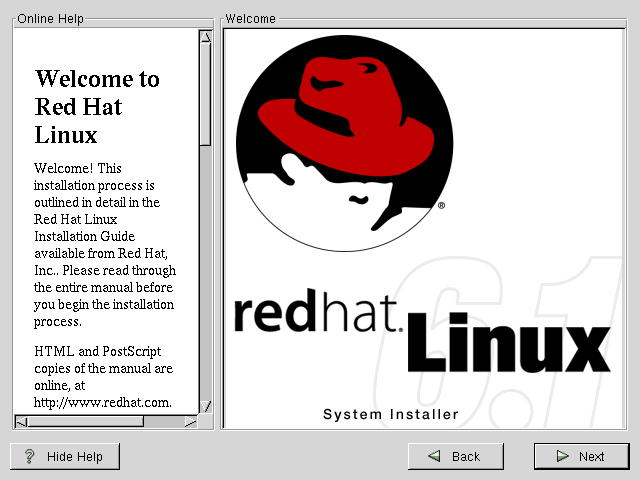 Online Help
Welcome to
Red Hat
Linux
Welcome! This
installation process is
outlined in detail in the
Red Hat Linux
Installation Guide
available from Red Hat,
Inc.. Please read through
the entire manual before
you begin the installation
process.
HTML and PostScript
copies of the manual are
online, at
http://www.redhat.com.
Welcome
®
redhat.
6.1
Linux
System Installer
Hide Help
Back
Next